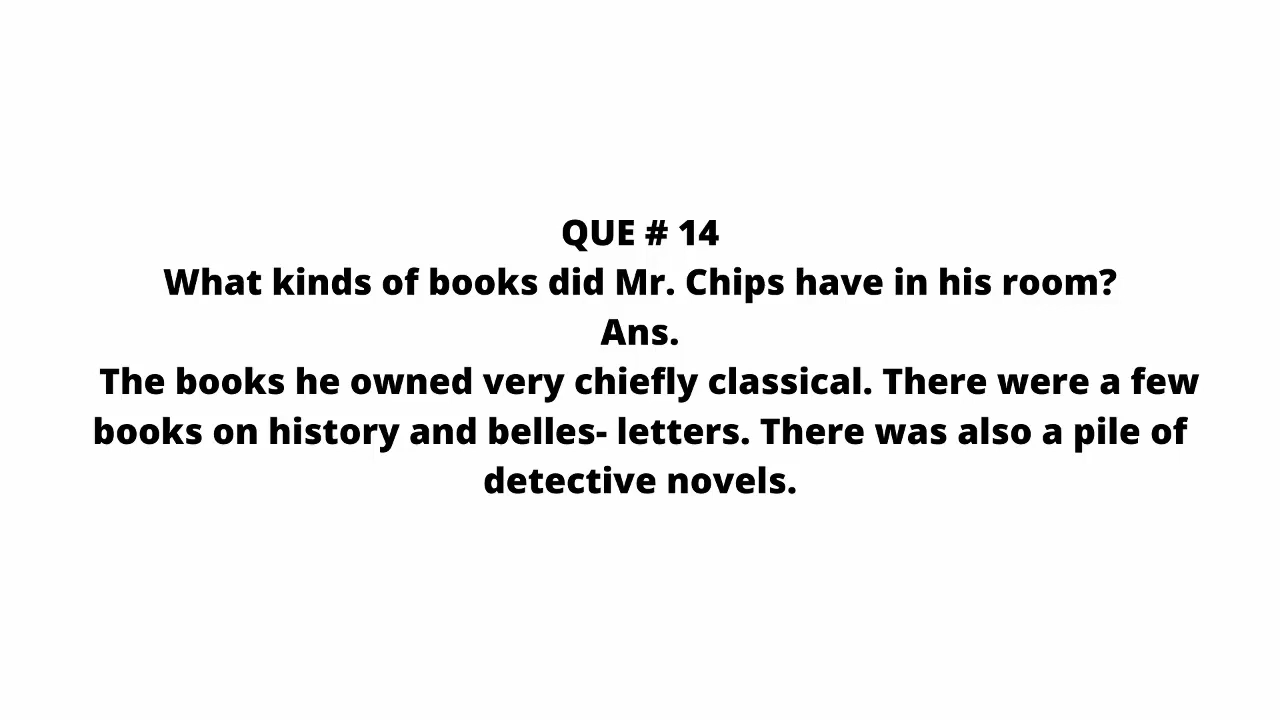 QUE # 14
What kinds of books did Mr. Chips have in his room?
Ans.
The books he owned very chiefly classical. There were a few
books on history and belles- letters. There was also a pile of
detective novels.